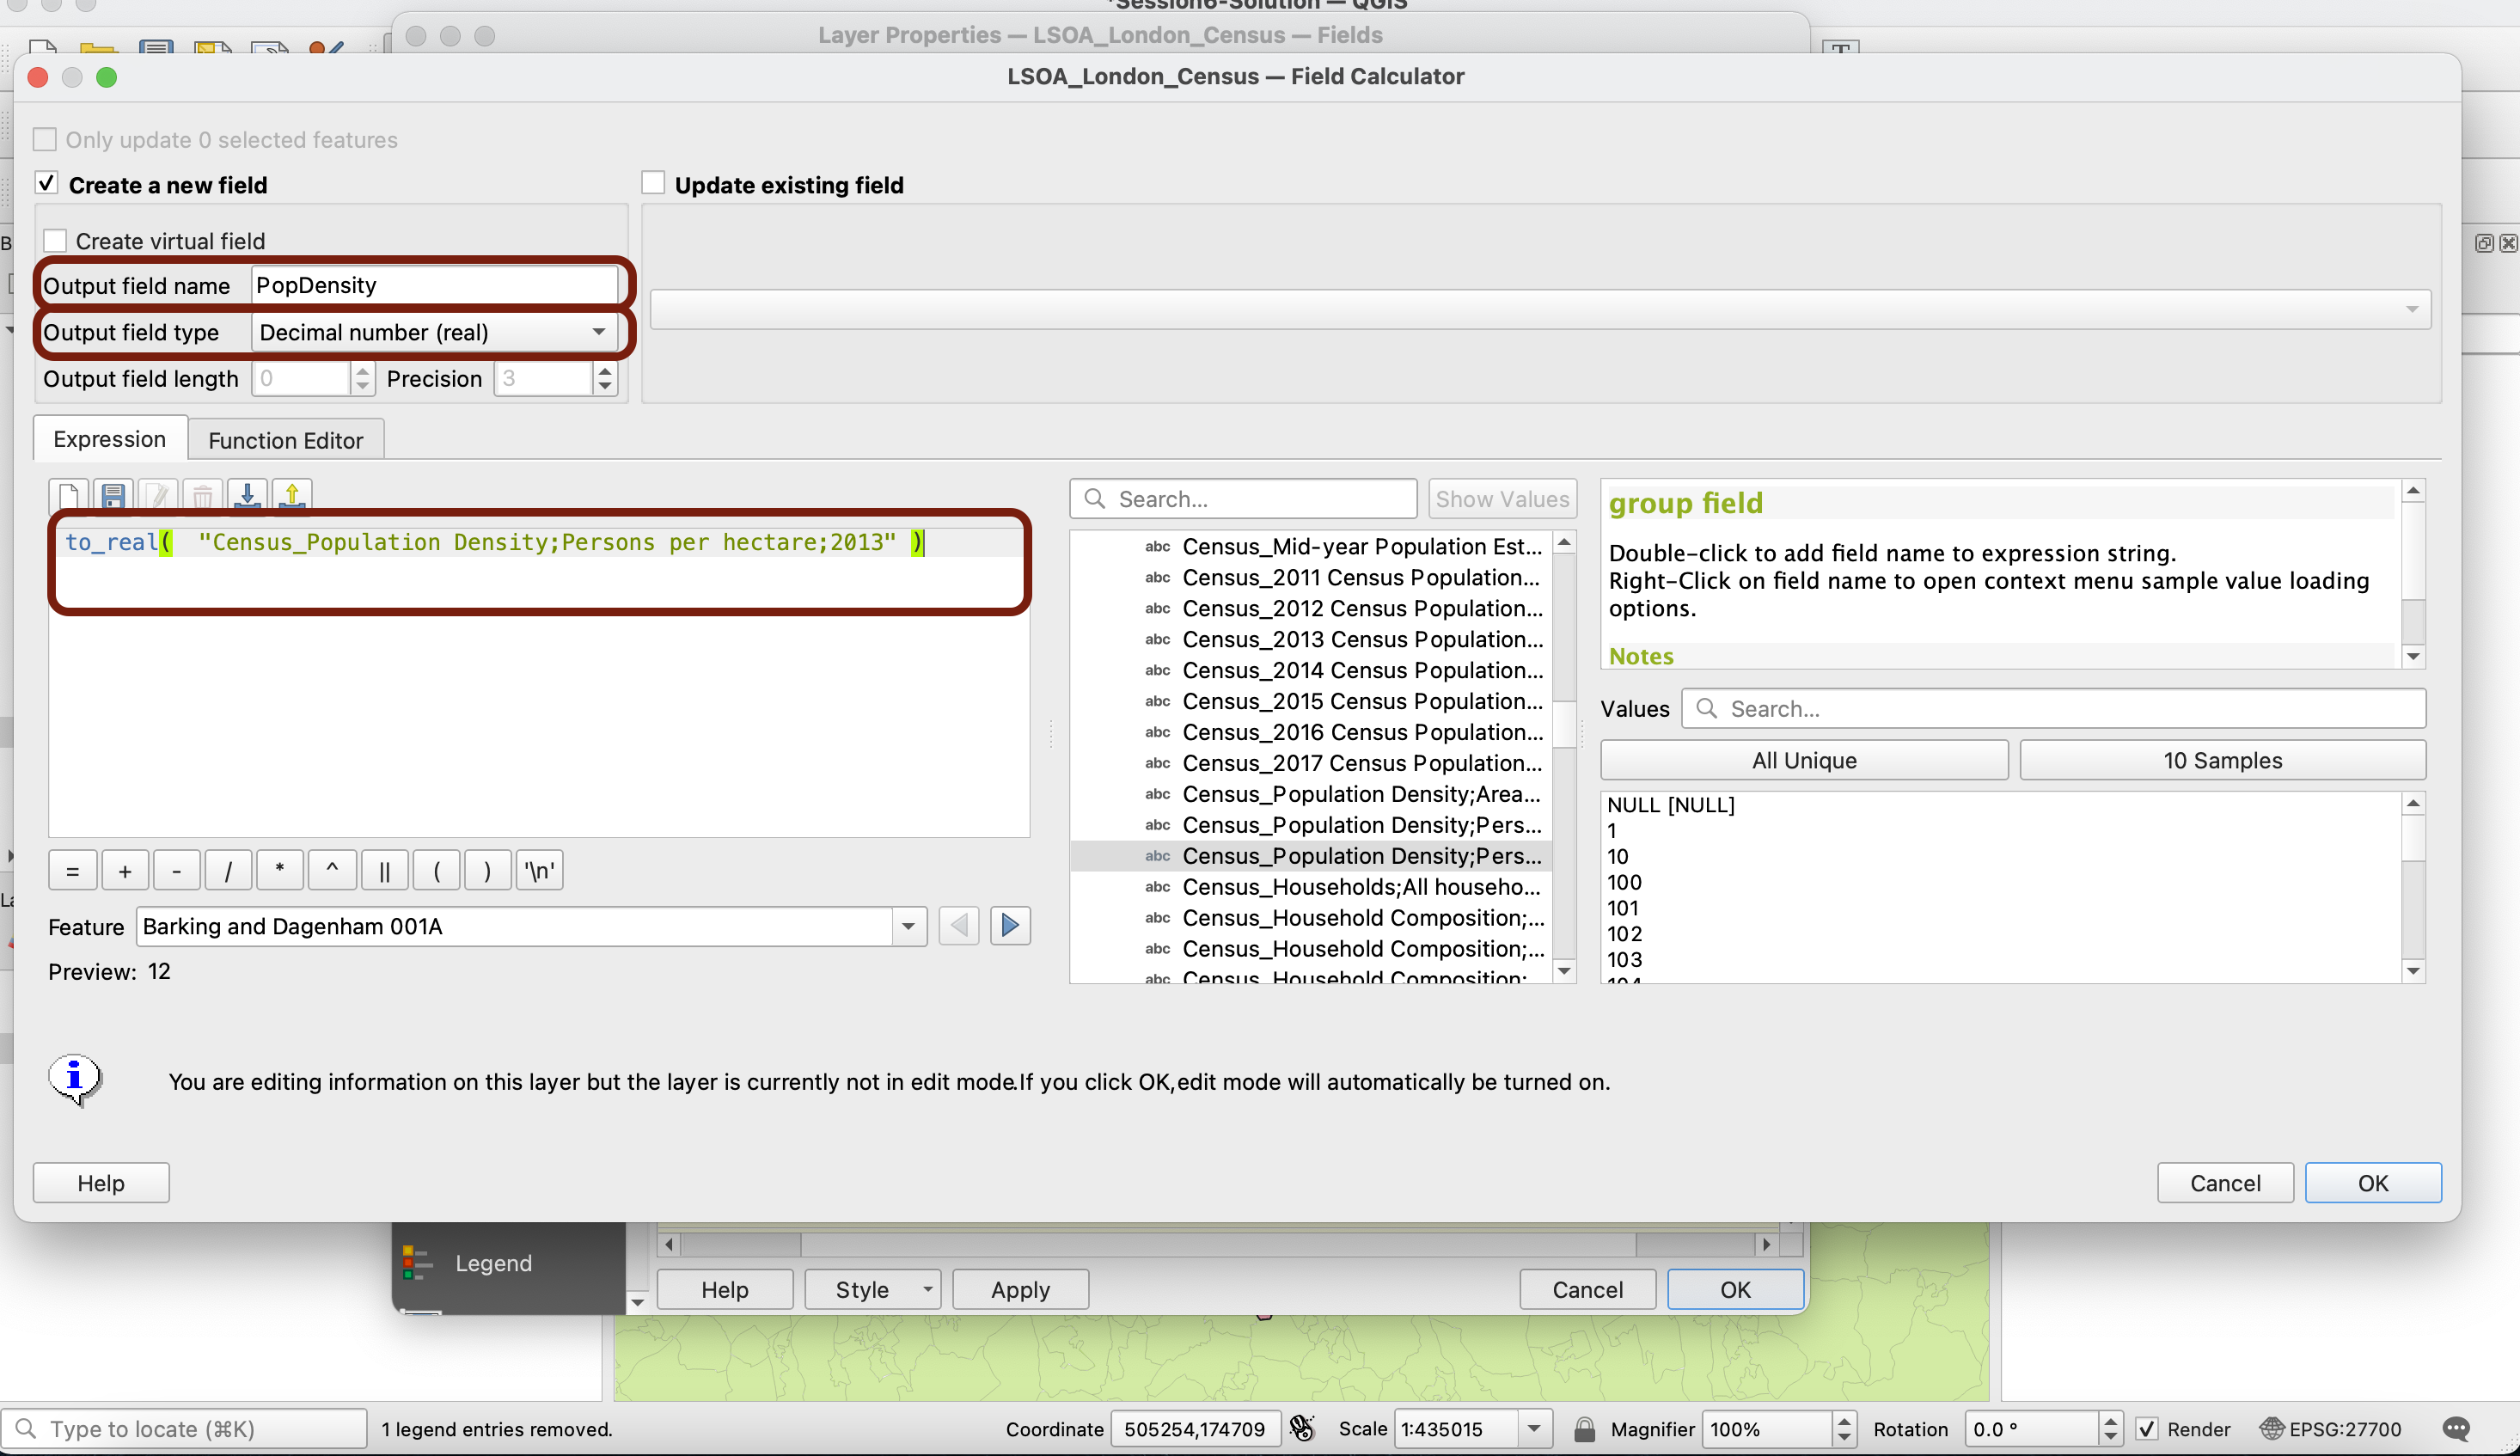 *Session6-Solution — QGIS
Layer Properties — LSOA_London_Census — Fields
LSOA_London_Census — Field Calculator
Only update 0 selected features
Create a new field
Update existing field
Create virtual field
Output field name PopDensity
Output field type Decimal number (real)
Output field length 0 Precision 3
Expression Function Editor
Search... Show Values
to_real( "Census_Population Density;Persons per hectare;2013" )
abc Census_Mid-year Population Est...
abc Census_2011 Census Population...
abc Census_2012 Census Population...
abc Census_2013 Census Population...
abc Census_2014 Census Population...
abc Census_2015 Census Population...
abc Census_2016 Census Population...
abc Census_2017 Census Population...
abc Census_Population Density;Area...
abc Census_Population Density;Pers...
abc Census_Population Density;Pers...
abc Census_Households;All househo...
abc Census_Household Composition;...
abc Census_Household Composition;...
abc Census_Household Composition;
group field
Double-click to add field name to expression string.
Right-Click on field name to open context menu sample value loading
options.
Notes
Values Search...
All Unique 10 Samples
NULL [NULL]
1
10
100
101
102
103
104
= + - / * ^ || ( ) '\n'
Feature Barking and Dagenham 001A
Preview: 12
You are editing information on this layer but the layer is currently not in edit mode.If you click OK,edit mode will automatically be turned on.
Help Cancel OK
Legend
Help Style Apply Cancel OK
Type to locate (⌘K) 1 legend entries removed. Coordinate 505254,174709 Scale 1:435015 Magnifier 100% Rotation 0.0 ° Render EPSG:27700